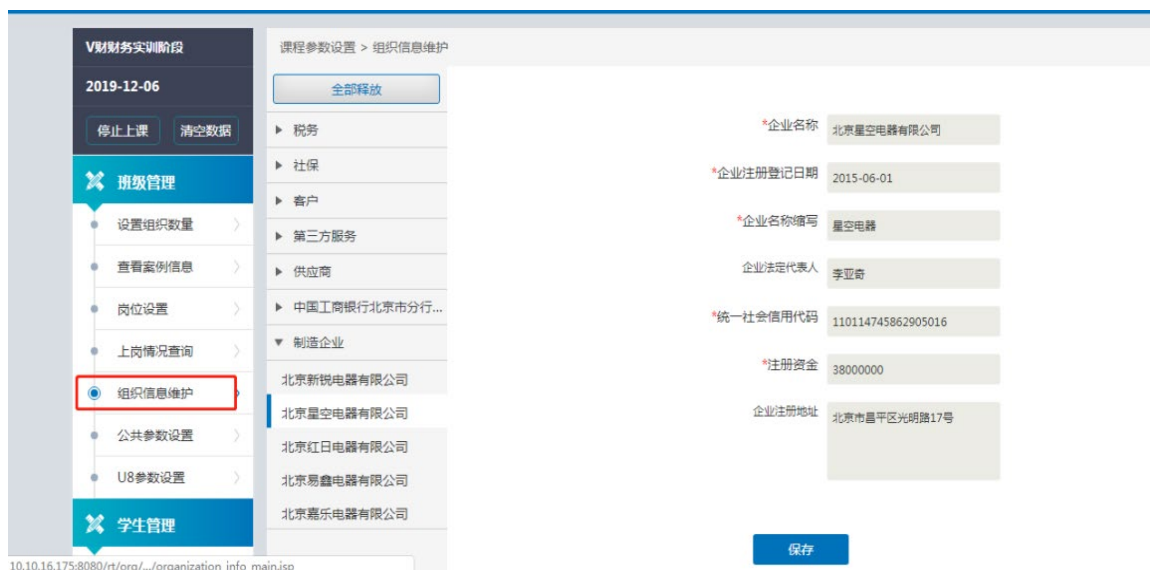 V财财务实训阶段
2019-12-06
停止上课 清空数据
班级管理
设置组织数量
查看案例信息
岗位设置
上岗情况查询
组织信息维护
公共参数设置
U8参数设置
学生管理
课程参数设置 > 组织信息维护
全部释放
税务
社保
客户
第三方服务
供应商
中国工商银行北京市分行...
制造企业
北京新锐电器有限公司
北京星空电器有限公司
北京红日电器有限公司
北京易鑫电器有限公司
北京嘉乐电器有限公司
*企业名称 北京星空电器有限公司
*企业注册登记日期 2015-06-01
*企业名称缩写 星空电器
企业法定代表人 李亚奇
*统一社会信用代码 110114745862905016
*注册资金 38000000
企业注册地址 北京市昌平区光明路17号
保存
10.10.16.175:8080/rt/org/.../organization_info_main.jsp